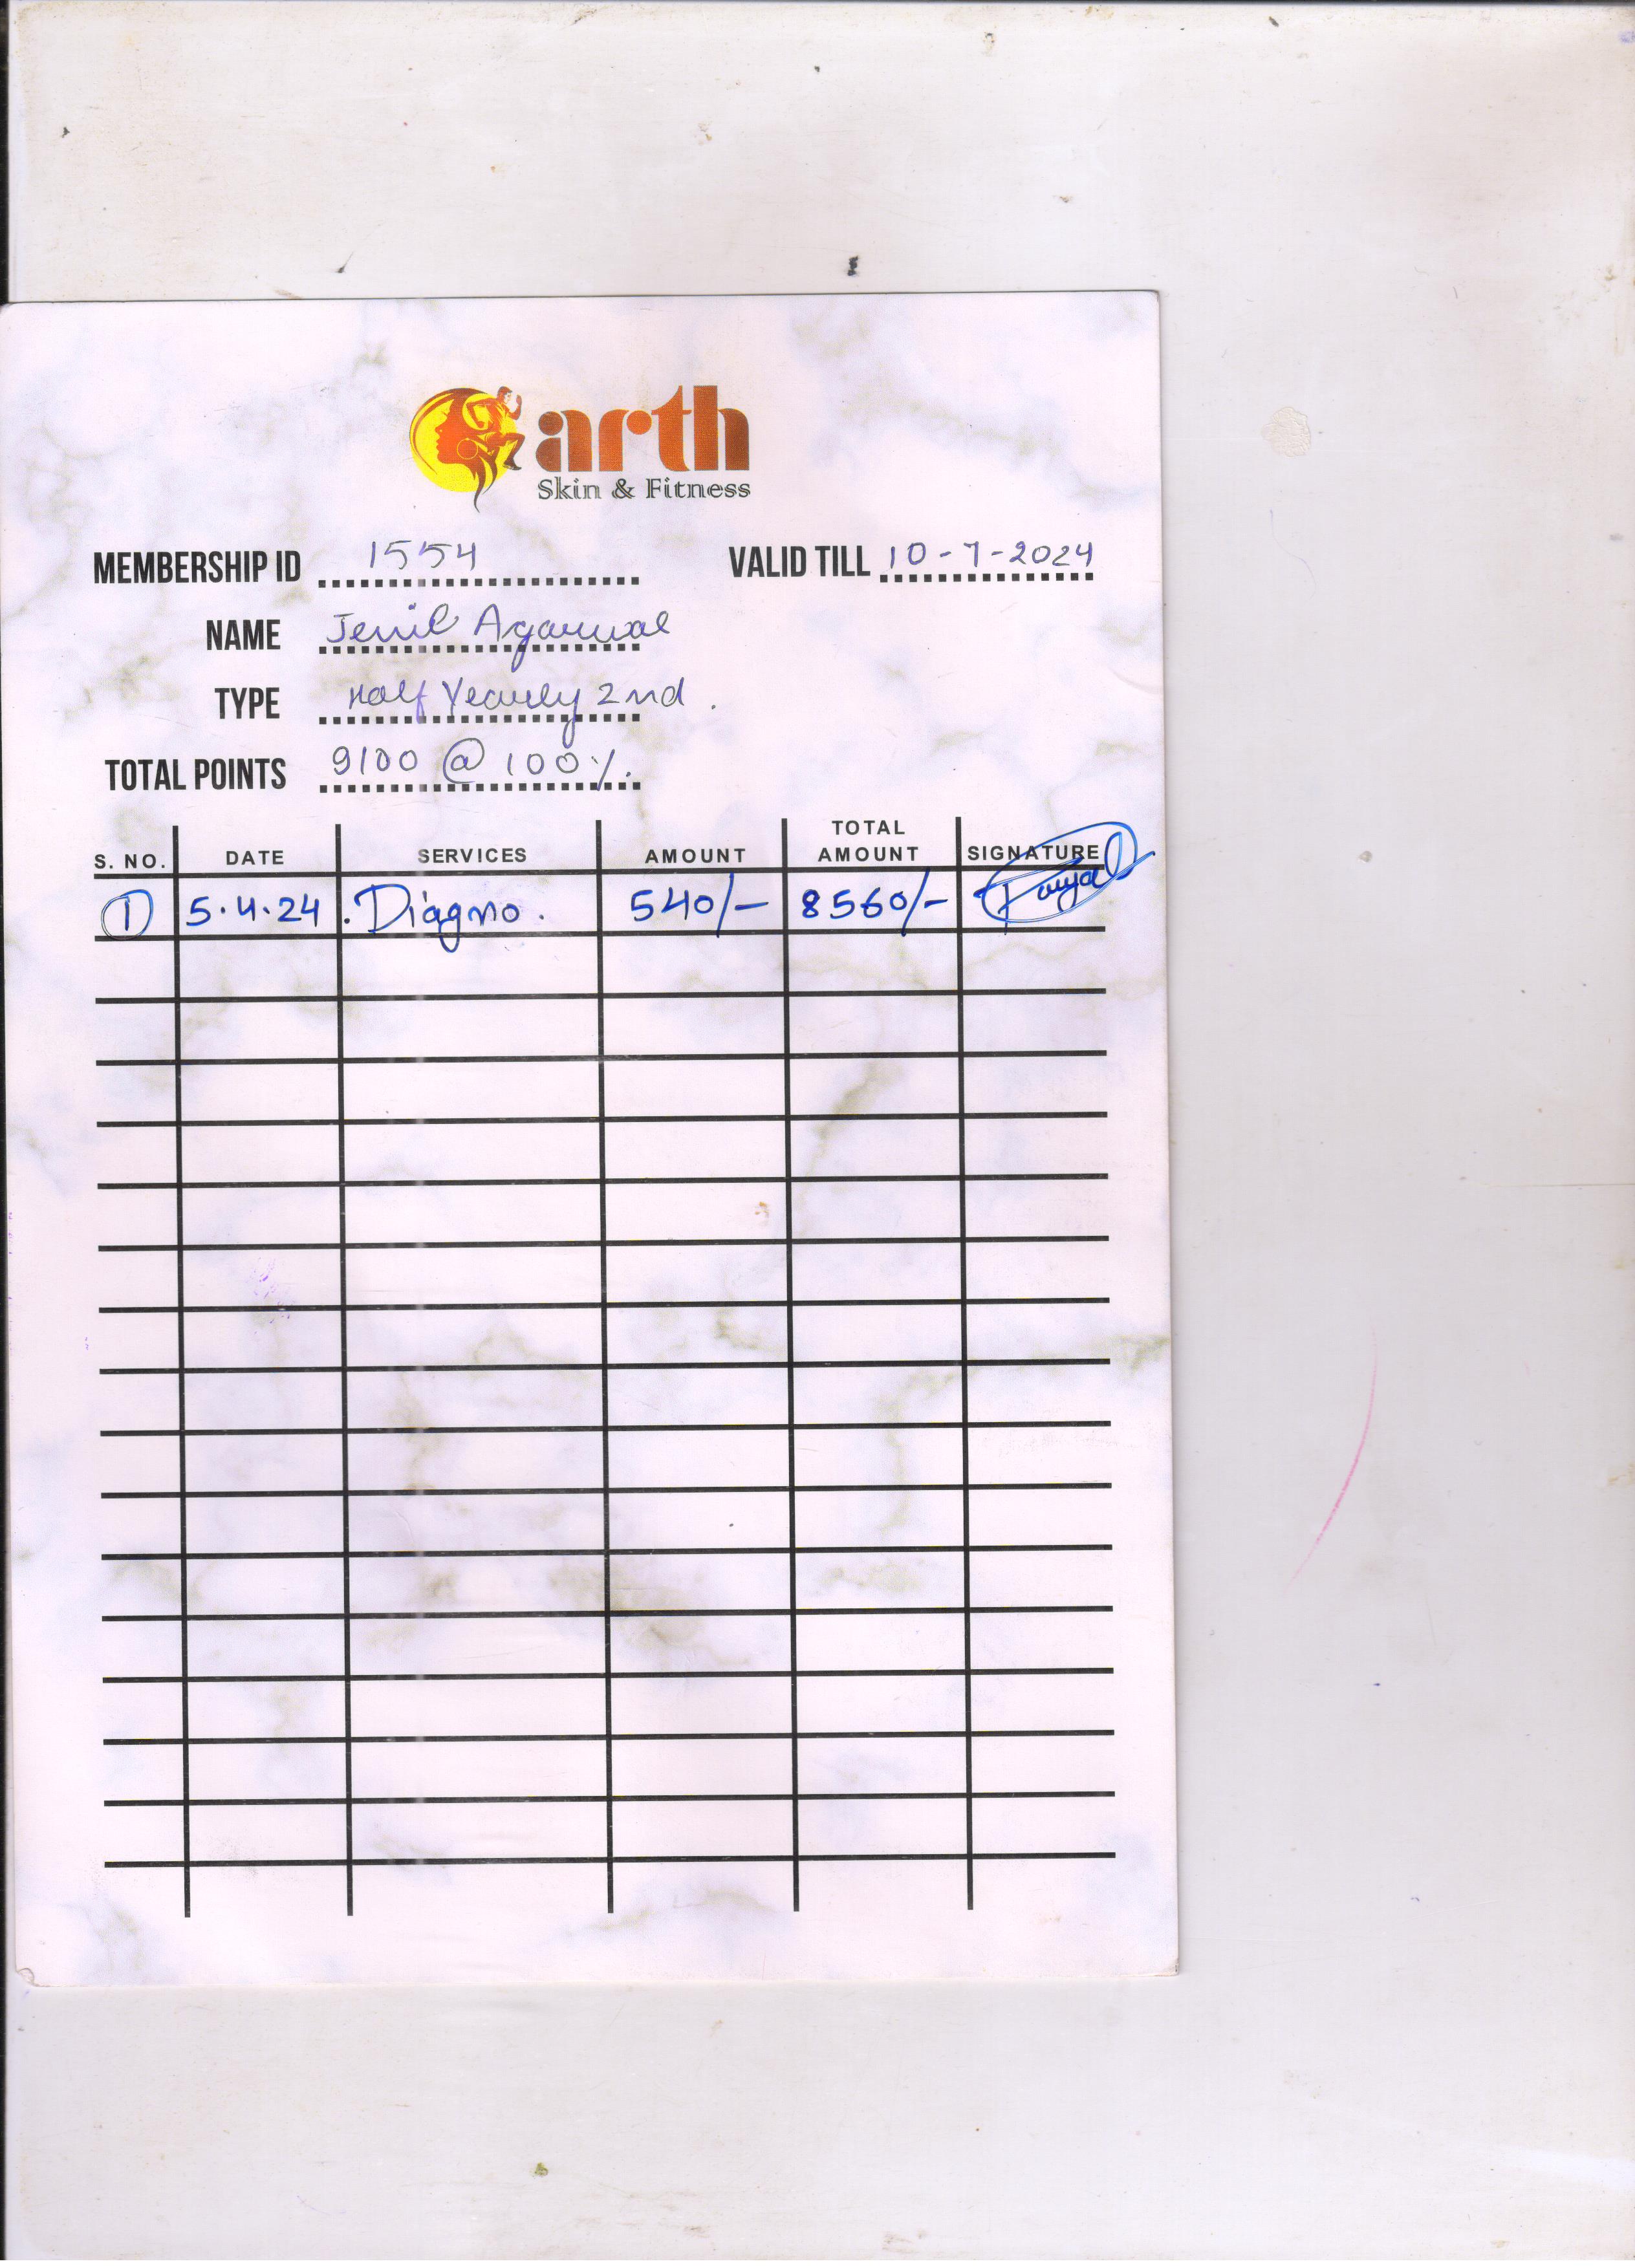 arth
Skin & Fitness
MEMBERSHIP ID 1554 VALID TILL 10-7-2024
NAME Jenil Agarwal
TYPE Half Yearly 2nd.
TOTAL POINTS 9100 @ 100%.
S. NO. DATE SERVICES AMOUNT TOTAL AMOUNT SIGNATURE
1 5.4.24 . Diagno. 540/- 8560/-